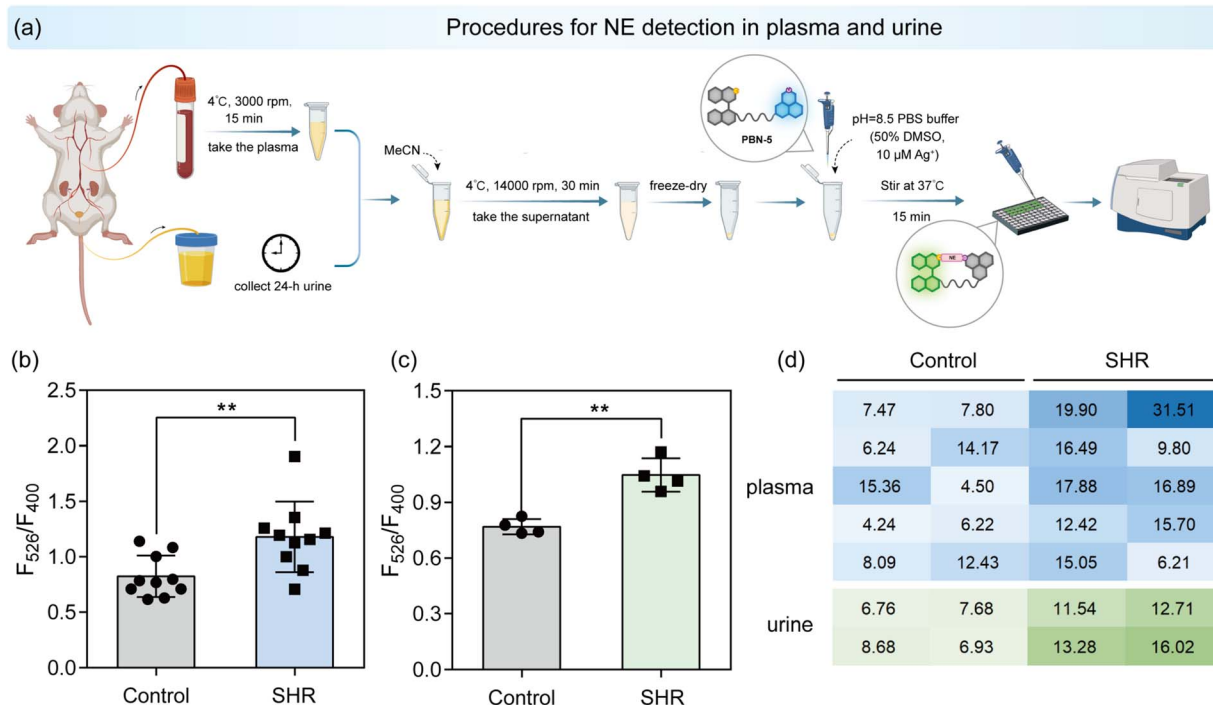 (a)
Procedures for NE detection in plasma and urine
4°C, 3000 rpm,
15 min
take the plasma
collect 24-h urine
MeCN
4°C, 14000 rpm, 30 min
take the supernatant
freeze-dry
PBN-5
pH=8.5 PBS buffer
(50% DMSO,
10 μM Ag⁺)
Stir at 37°C
15 min
NE
(b)
F526/F400
2.5
2.0
1.5
1.0
0.5
0.0
**
Control
SHR
(c)
F526/F400
1.5
1.2
0.9
0.6
0.3
0.0
**
Control
SHR
(d)
Control SHR
plasma
7.47 7.80 19.90 31.51
6.24 14.17 16.49 9.80
15.36 4.50 17.88 16.89
4.24 6.22 12.42 15.70
8.09 12.43 15.05 6.21
urine
6.76 7.68 11.54 12.71
8.68 6.93 13.28 16.02